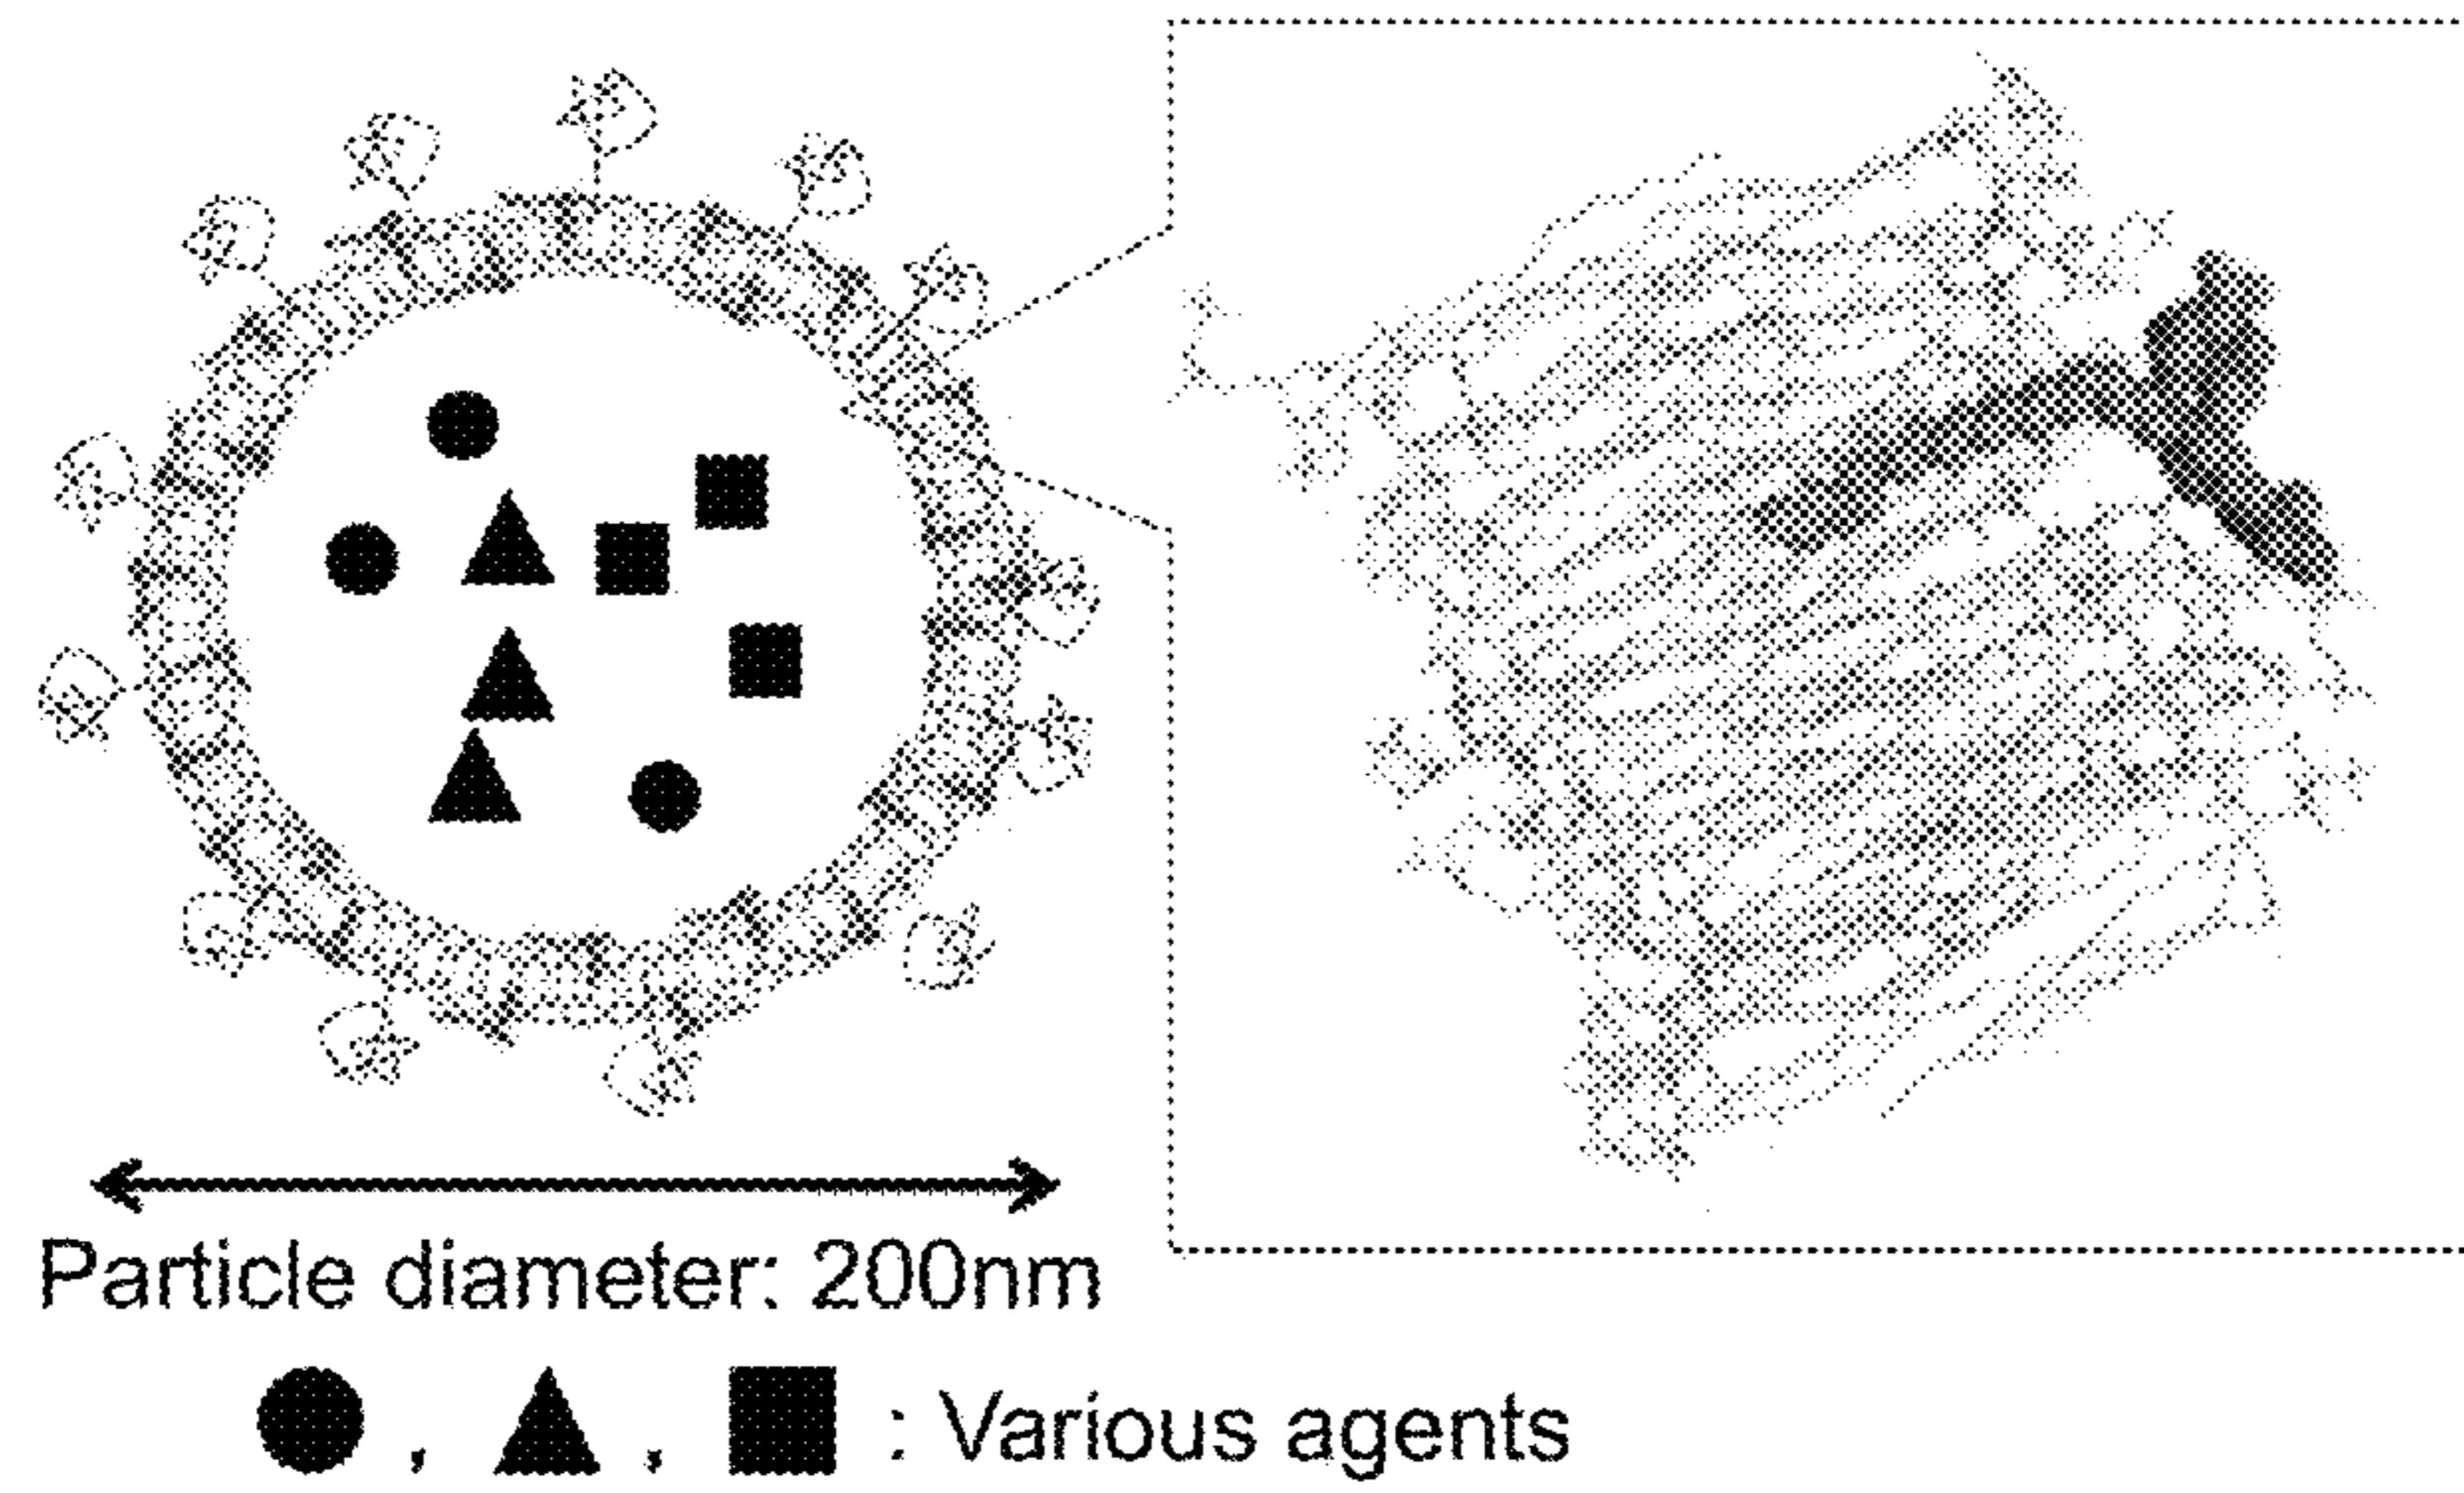 Particle diameter: 200nm
, , : Various agents